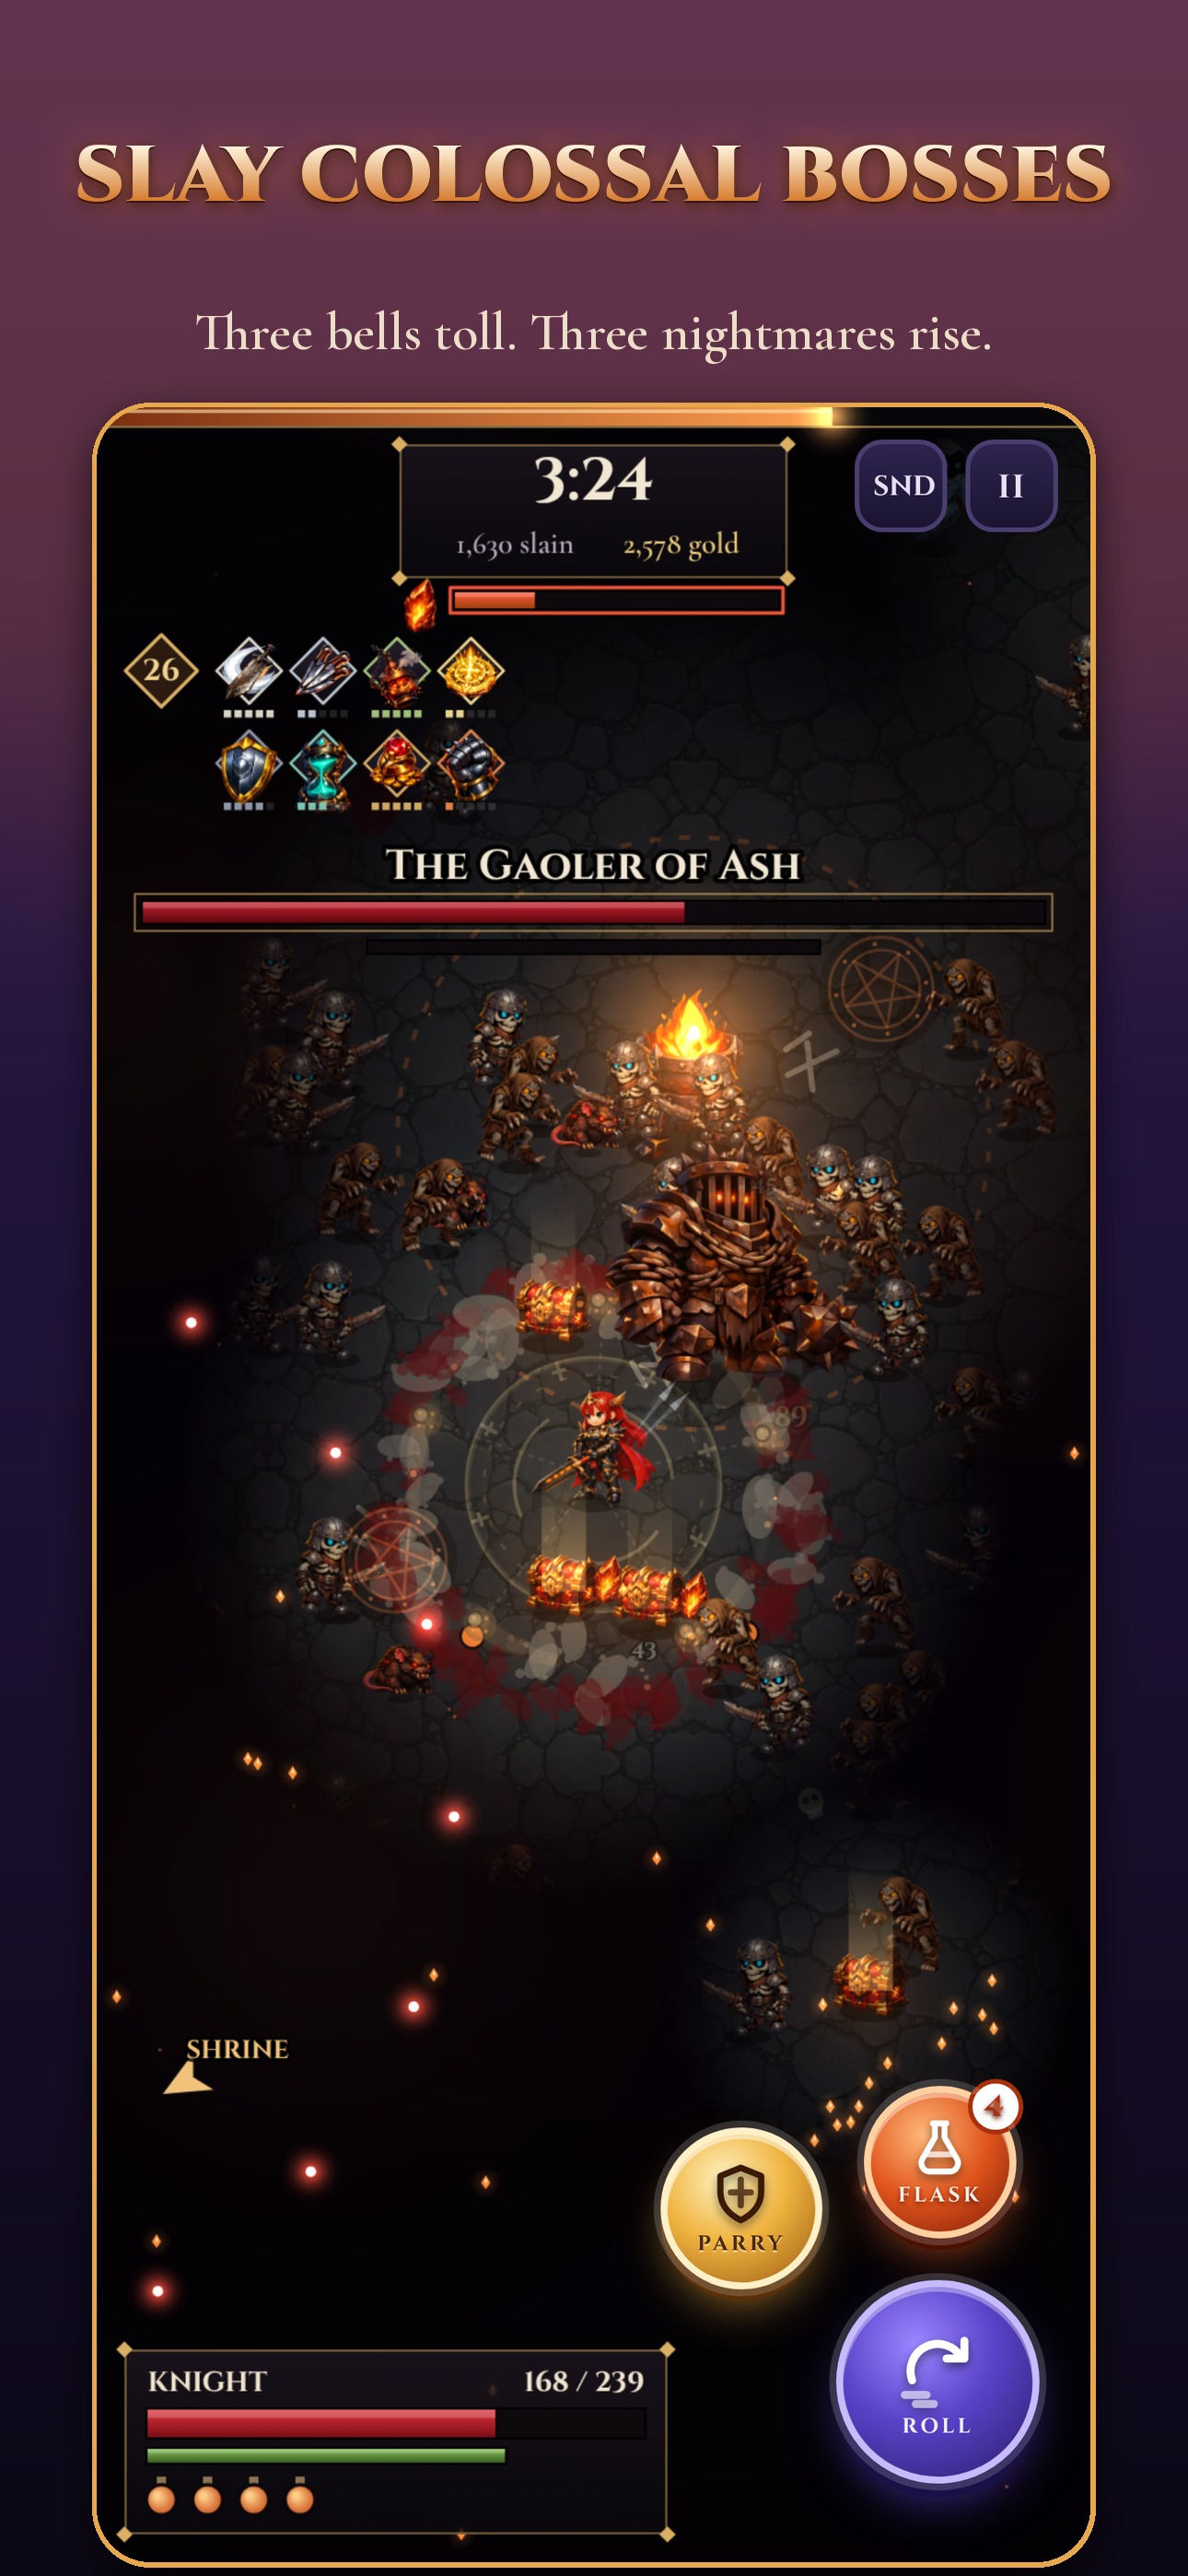 SLAY COLOSSAL BOSSES
Three bells toll. Three nightmares rise.
3:24
SND
II
1,630 slain 2,578 gold
26
THE GAOLER OF ASH
89
43
SHRINE
4
FLASK
PARRY
ROLL
KNIGHT 168 / 239